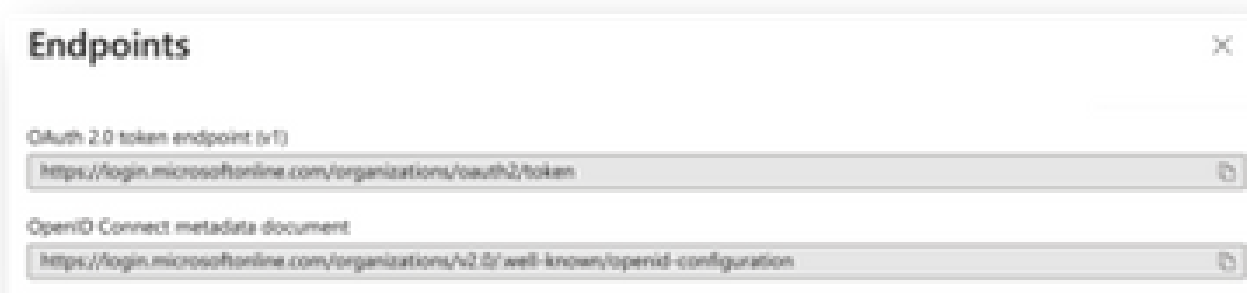 Endpoints
OAuth 2.0 token endpoint (v1)
https://login.microsoftonline.com/organizations/oauth2/token
OpenID Connect metadata document
https://login.microsoftonline.com/organizations/v2.0/.well-known/openid-configuration